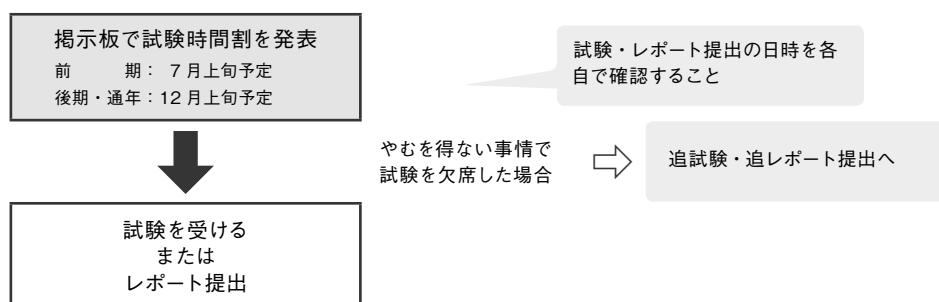 掲示板で試験時間割を発表
前　　期： 7月上旬予定
後期・通年：12月上旬予定
試験・レポート提出の日時を各
自で確認すること
やむを得ない事情で
試験を欠席した場合
追試験・追レポート提出へ
試験を受ける
または
レポート提出